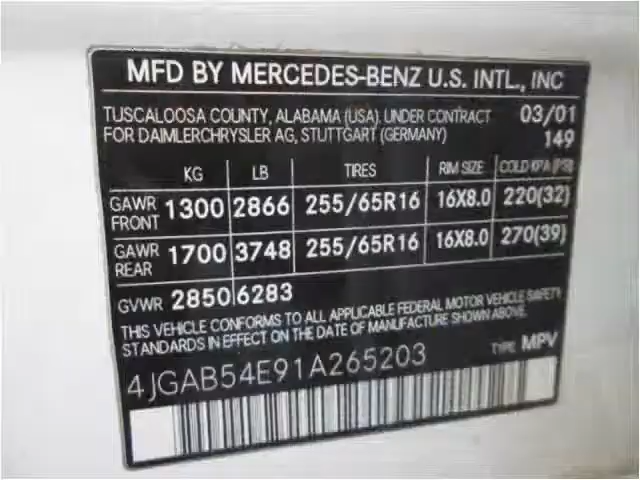 MFD BY MERCEDES-BENZ U.S. INTL., INC
TUSCALOOSA COUNTY, ALABAMA (USA), UNDER CONTRACT 03/01
FOR DAIMLERCHRYSLER AG, STUTTGART (GERMANY) 149
KG LB TIRES RIM SIZE COLD KPA (PSI)
GAWR FRONT 1300 2866 255/65R16 16X8.0 220(32)
GAWR REAR 1700 3748 255/65R16 16X8.0 270(39)
GVWR 2850 6283
THIS VEHICLE CONFORMS TO ALL APPLICABLE FEDERAL MOTOR VEHICLE SAFETY
STANDARDS IN EFFECT ON THE DATE OF MANUFACTURE SHOWN ABOVE.
4JGAB54E91A265203 TYPE: MPV